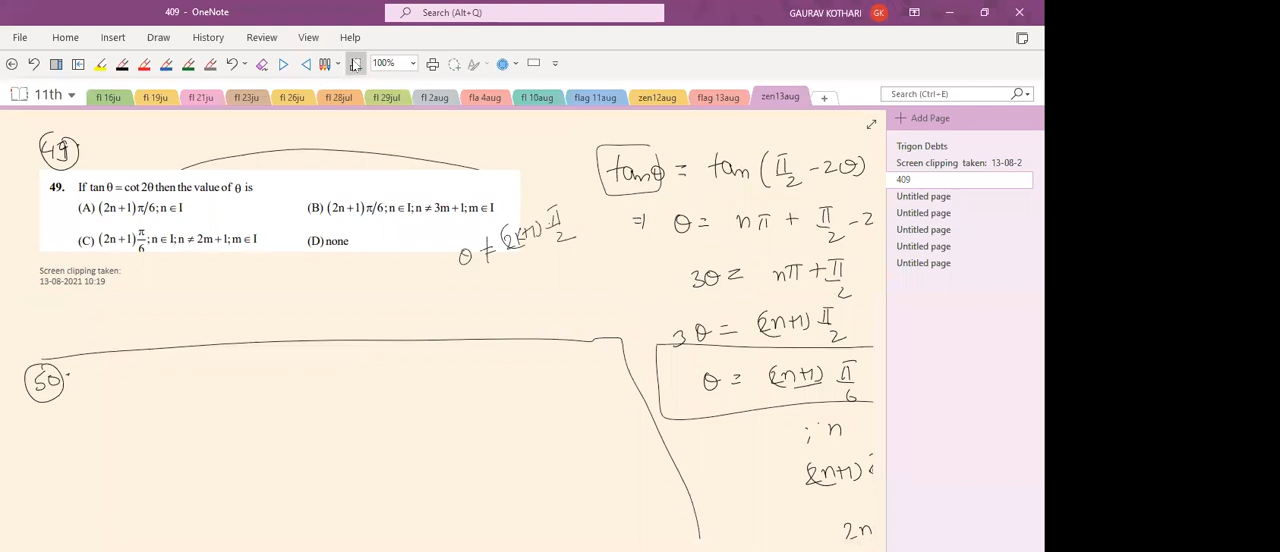 409 - OneNote
Search (Alt+Q)
GAURAV KOTHARI
GK
File Home Insert Draw History Review View Help
100%
11th
fl 16ju fl 19ju fl 21ju fl 23ju fl 26ju fl 28jul fl 29jul fl 2aug fla 4aug fl 10aug flag 11aug zen12aug flag 13aug zen13aug
Search (Ctrl+E)
Add Page
Trigon Debts
Screen clipping taken: 13-08-2
409
Untitled page
Untitled page
Untitled page
Untitled page
Untitled page
49
49. If tan θ = cot 2θ then the value of θ is
(A) (2n+1) π/6; n ∈ I
(B) (2n+1) π/6; n ∈ I; n ≠ 3m+1; m ∈ I
(C) (2n+1) π/6; n ∈ I; n ≠ 2m+1; m ∈ I
(D) none
Screen clipping taken:
13-08-2021 10:19
50
tanθ = tan(π/2 - 2θ)
⇒ θ = nπ + π/2 - 2
3θ = nπ + π/2
3θ = (2n+1) π/2
θ = (2n+1) π/6
; n
(2n+1)
2n